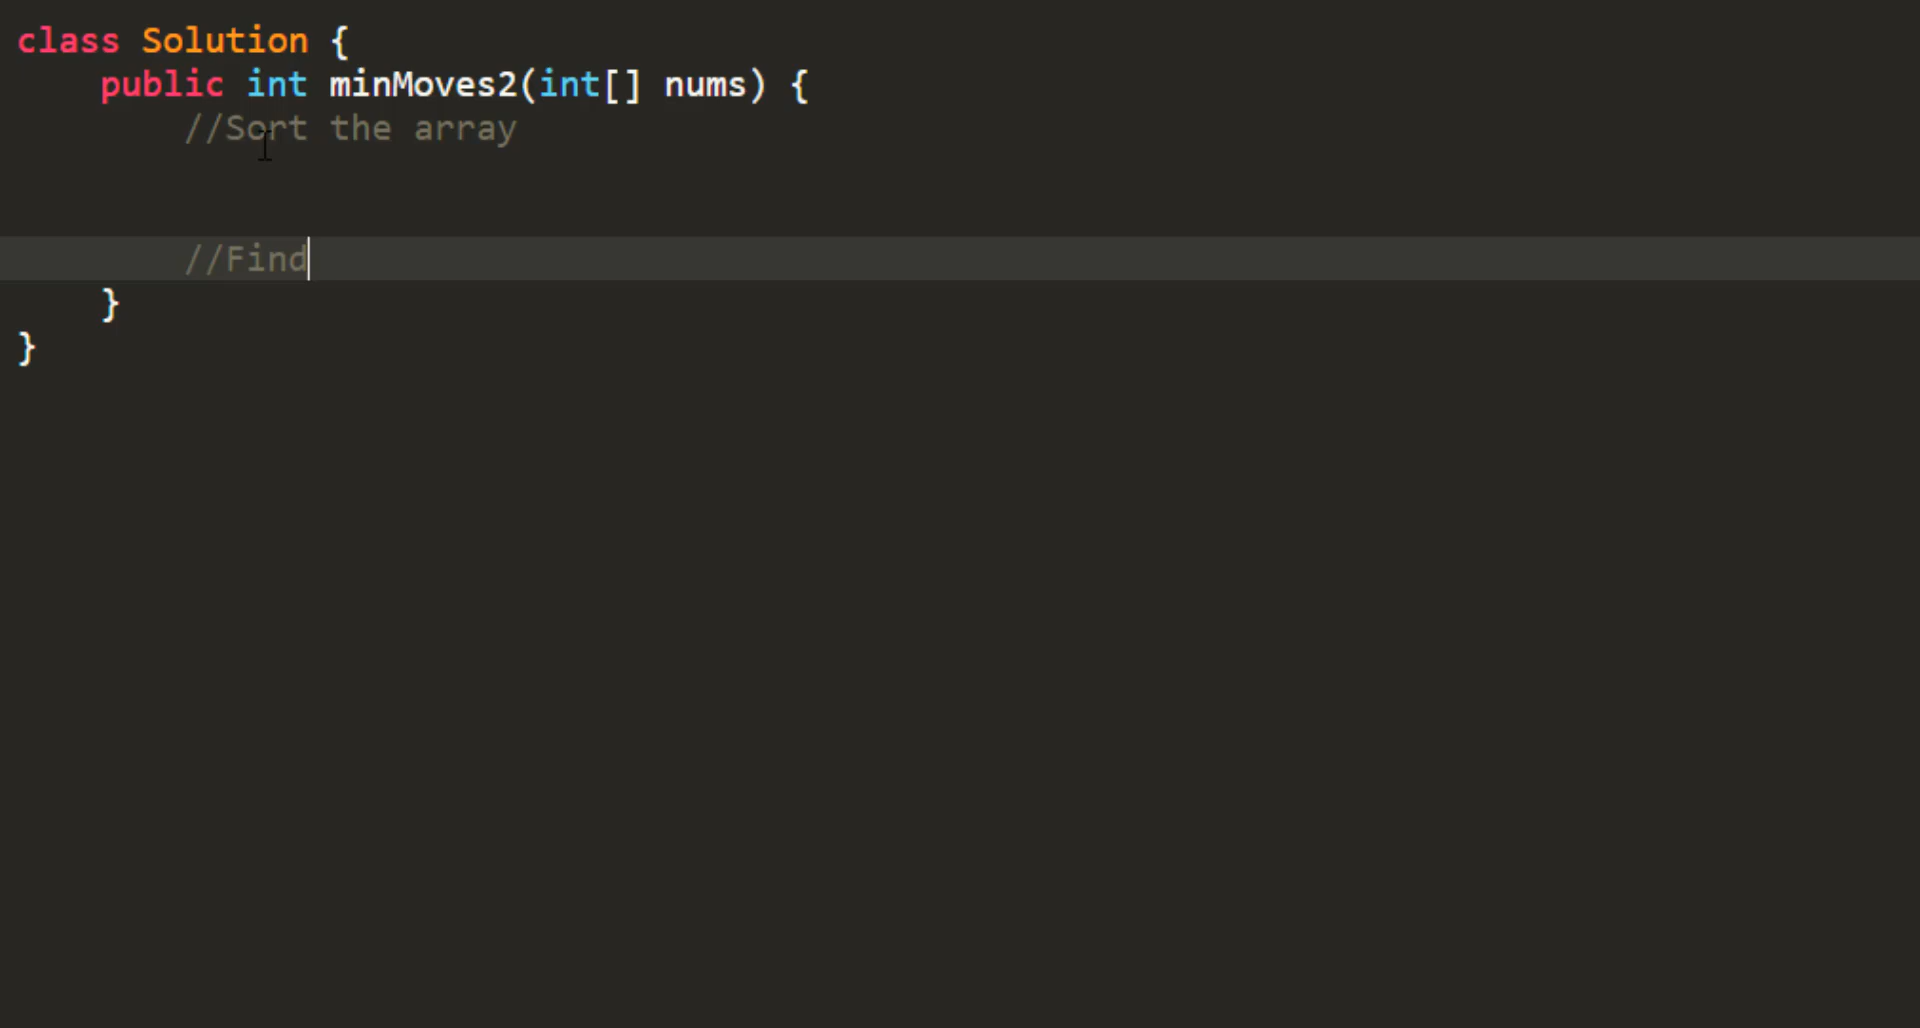 class Solution {
    public int minMoves2(int[] nums) {
        //Sort the array
        //Find
    }
}